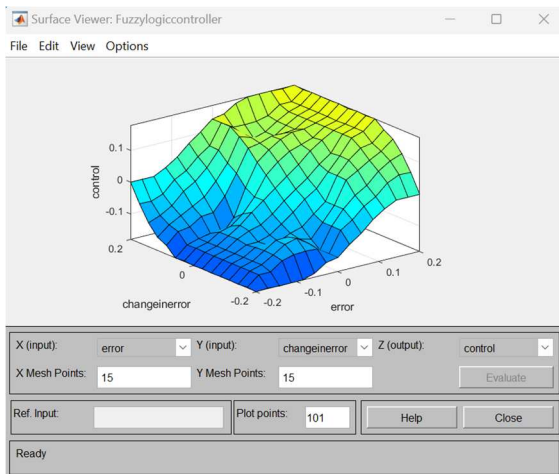 Surface Viewer: Fuzzylogiccontroller
File Edit View Options
control
0.1
0
-0.1
0.2
0
-0.2
changeinerror
-0.2
-0.1
0
0.1
0.2
error
X (input): error Y (input): changeinerror Z (output): control
X Mesh Points: 15 Y Mesh Points: 15 Evaluate
Ref. Input: Plot points: 101 Help Close
Ready